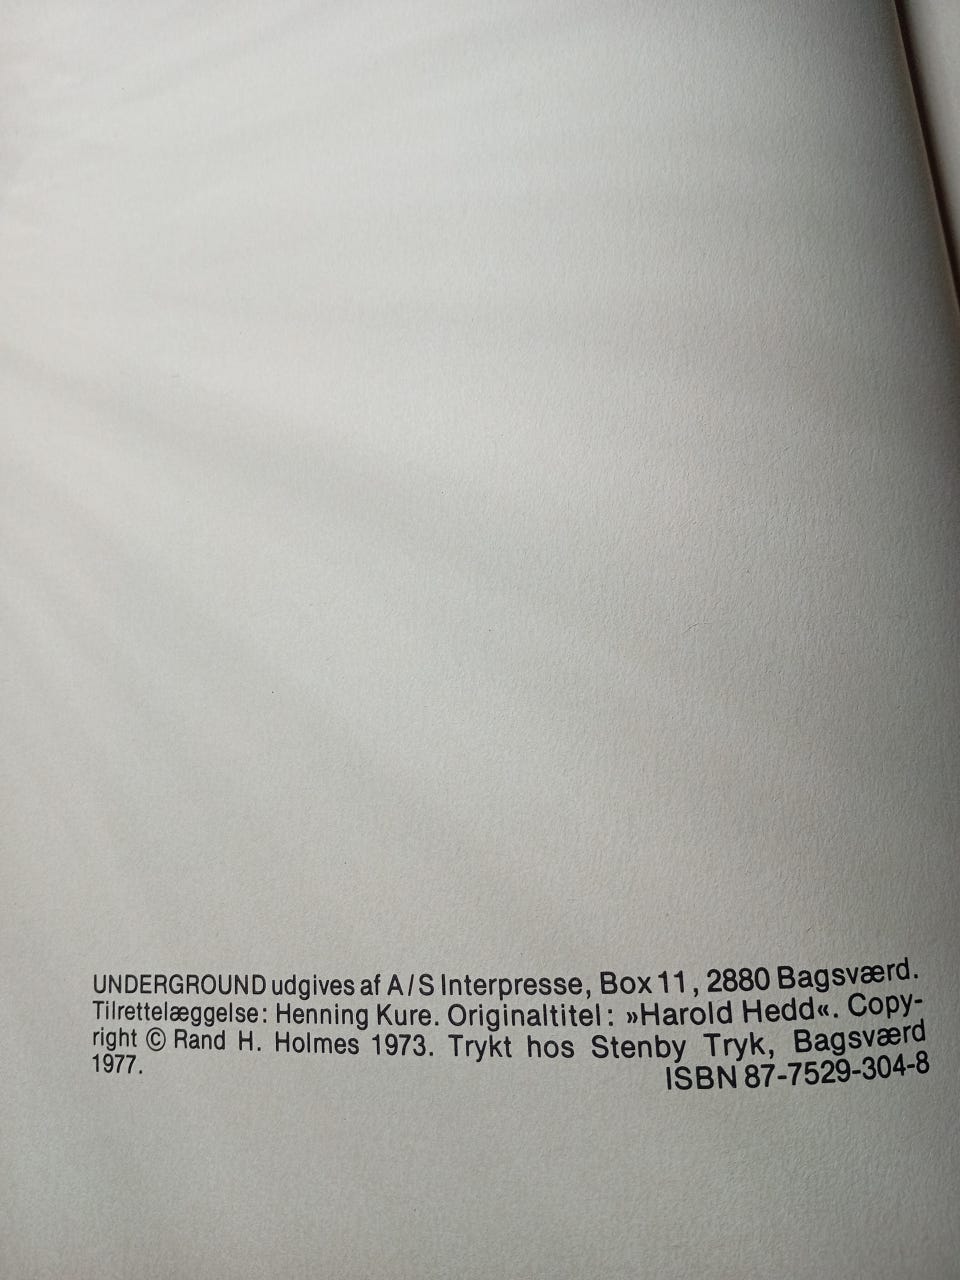 UNDERGROUND udgives af A/S Interpresse, Box 11, 2880 Bagsværd.
Tilrettelæggelse: Henning Kure. Originaltitel: »Harold Hedd«. Copy-
right © Rand H. Holmes 1973. Trykt hos Stenby Tryk, Bagsværd
1977.
ISBN 87-7529-304-8